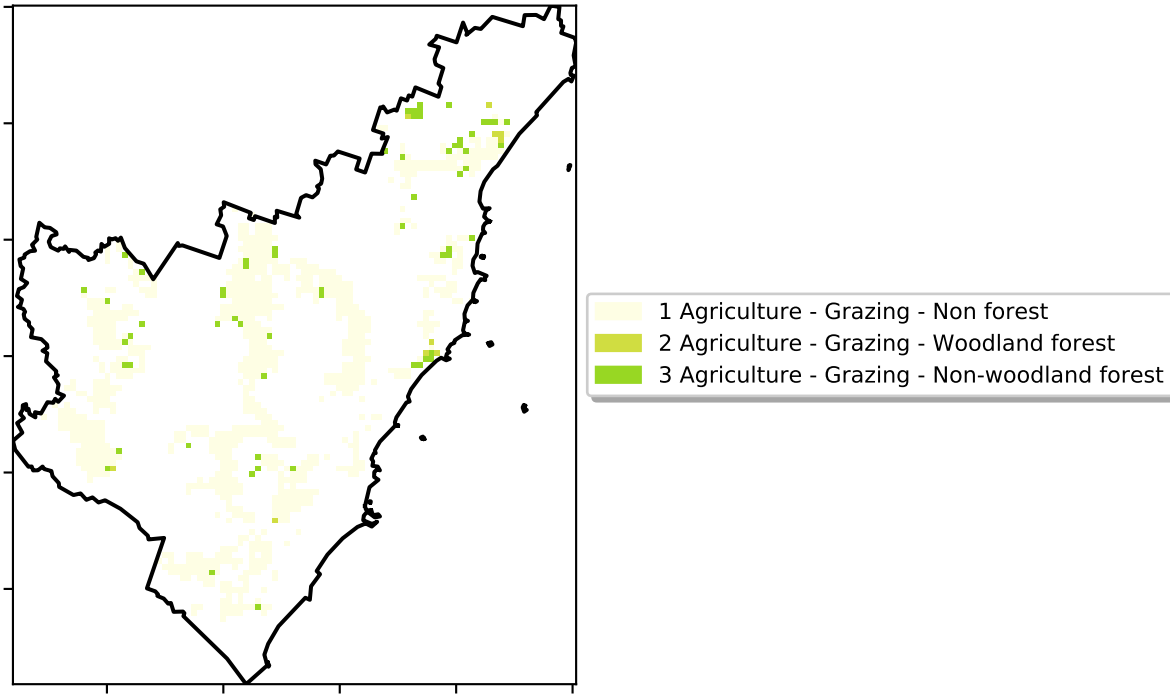 1 Agriculture - Grazing - Non forest
2 Agriculture - Grazing - Woodland forest
3 Agriculture - Grazing - Non-woodland forest